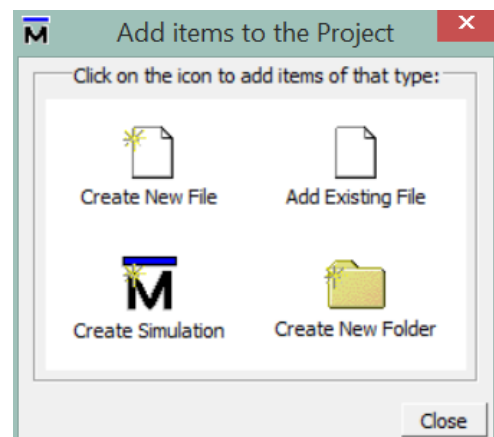 Add items to the Project
Click on the icon to add items of that type:
Create New File
Add Existing File
Create Simulation
Create New Folder
Close